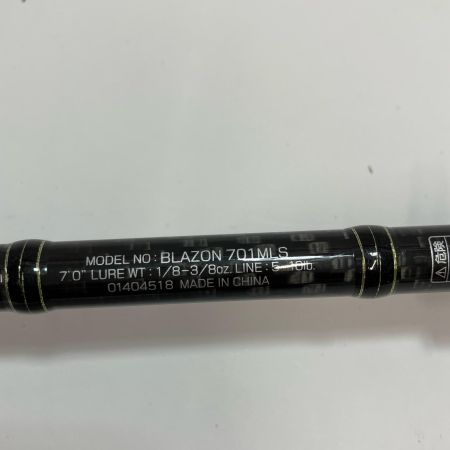 MODEL NO : BLAZON 701MLS
7'0" LURE WT : 1/8-3/8oz. LINE : 5-10lb.
01404518 MADE IN CHINA
⚠危険